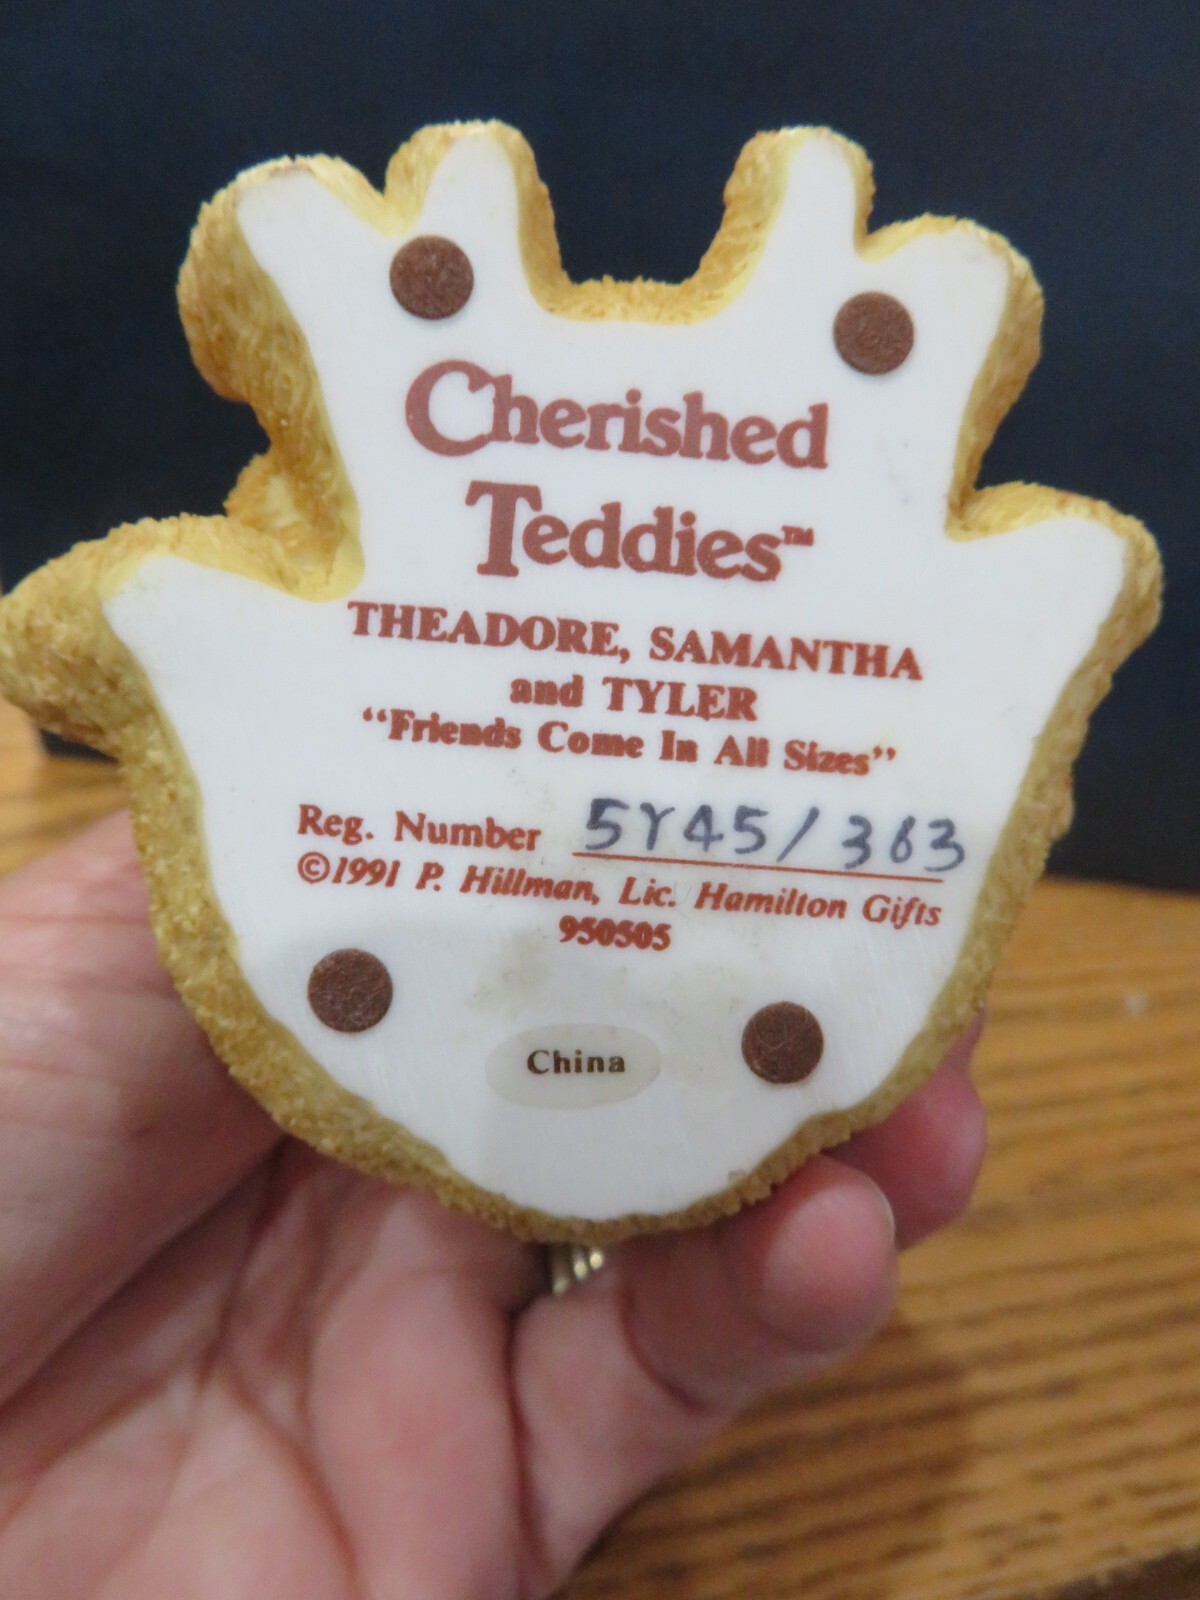 Cherished
Teddies™
THEADORE, SAMANTHA
and TYLER
“Friends Come In All Sizes”
Reg. Number 5Y45/363
©1991 P. Hillman, Lic. Hamilton Gifts
950505
China